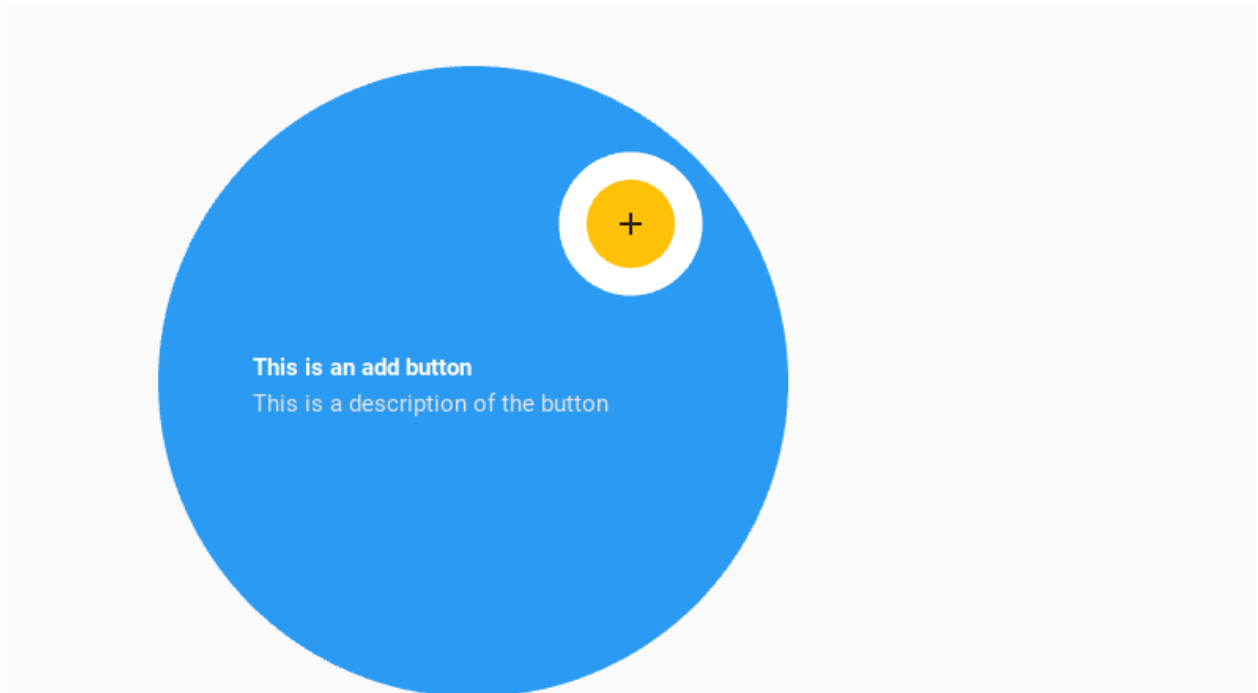 +
This is an add button
This is a description of the button